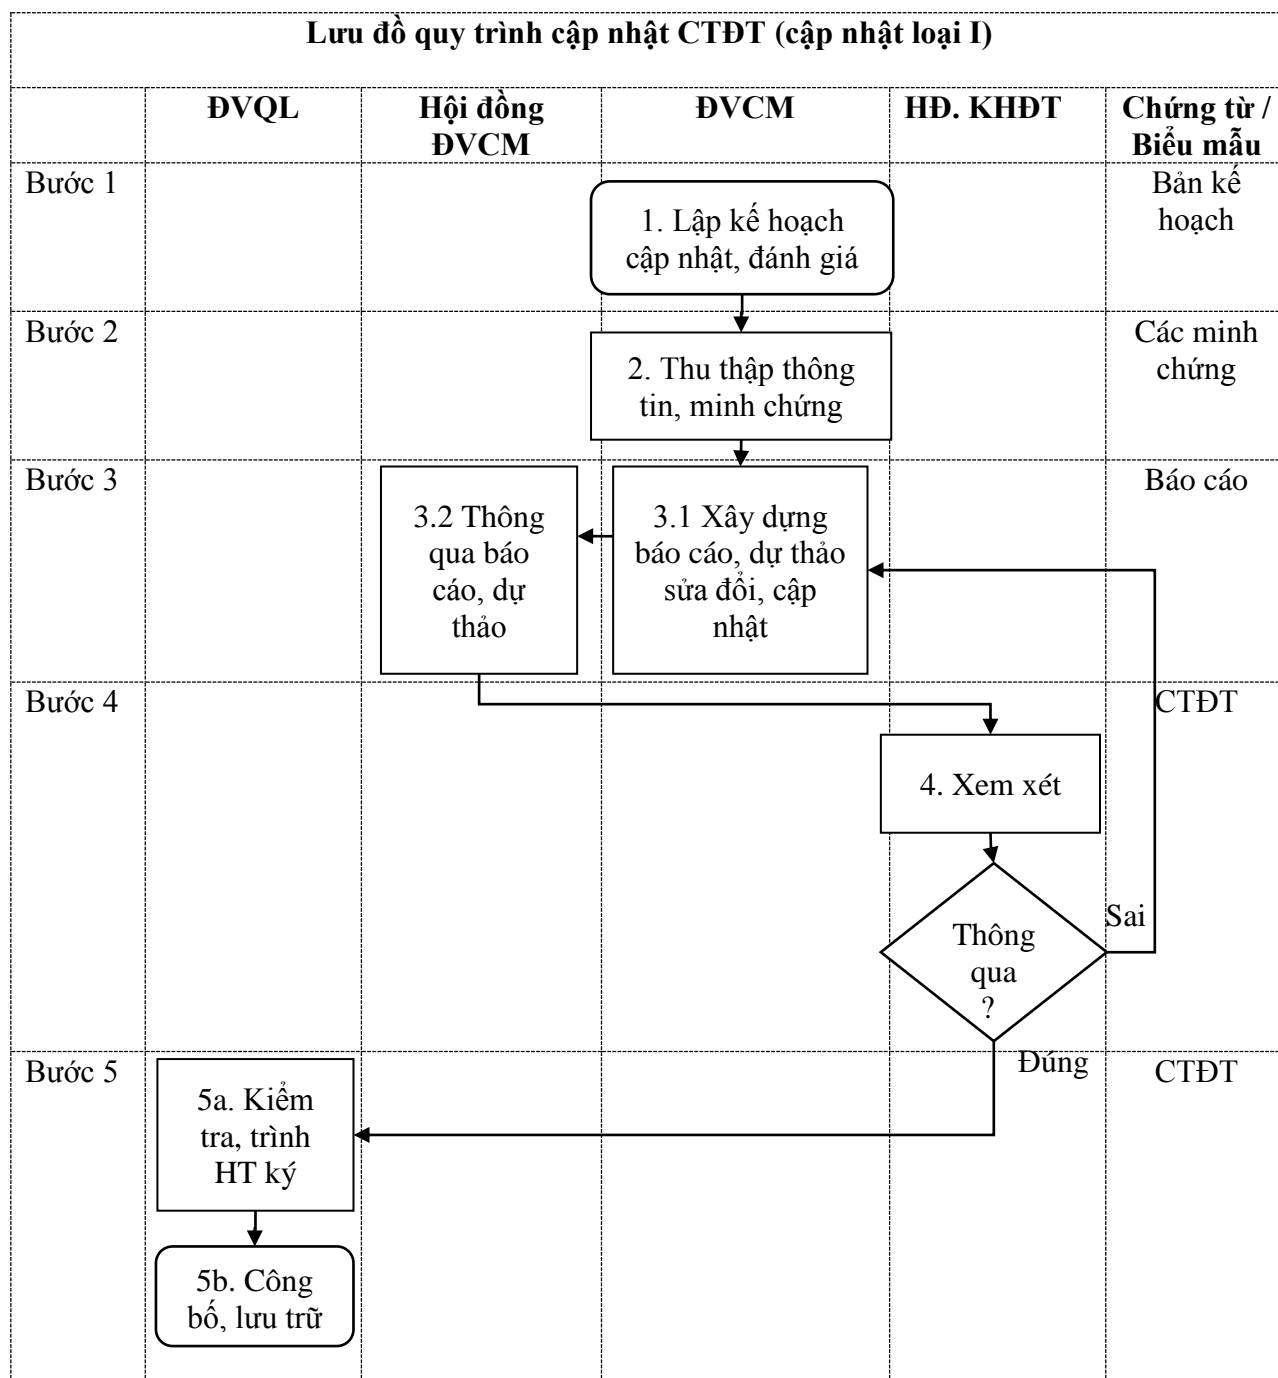 Lưu đồ quy trình cập nhật CTĐT (cập nhật loại I)
ĐVQL
Hội đồng
ĐVCM
ĐVCM
HĐ. KHĐT
Chứng từ /
Biểu mẫu
Bước 1
1. Lập kế hoạch
cập nhật, đánh giá
Bản kế
hoạch
Bước 2
2. Thu thập thông
tin, minh chứng
Các minh
chứng
Bước 3
3.2 Thông
qua báo
cáo, dự
thảo
3.1 Xây dựng
báo cáo, dự thảo
sửa đổi, cập
nhật
Báo cáo
Bước 4
CTĐT
4. Xem xét
Thông
qua
?
Sai
Bước 5
Đúng
CTĐT
5a. Kiểm
tra, trình
HT ký
5b. Công
bố, lưu trữ